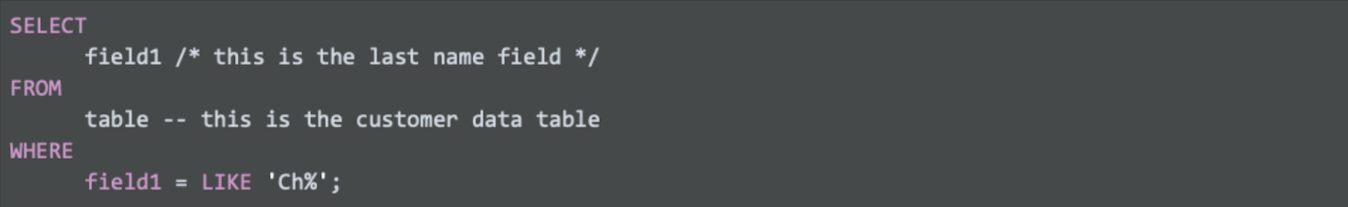 SELECT
field1 /* this is the last name field */
FROM
table -- this is the customer data table
WHERE
field1 = LIKE 'Ch%';